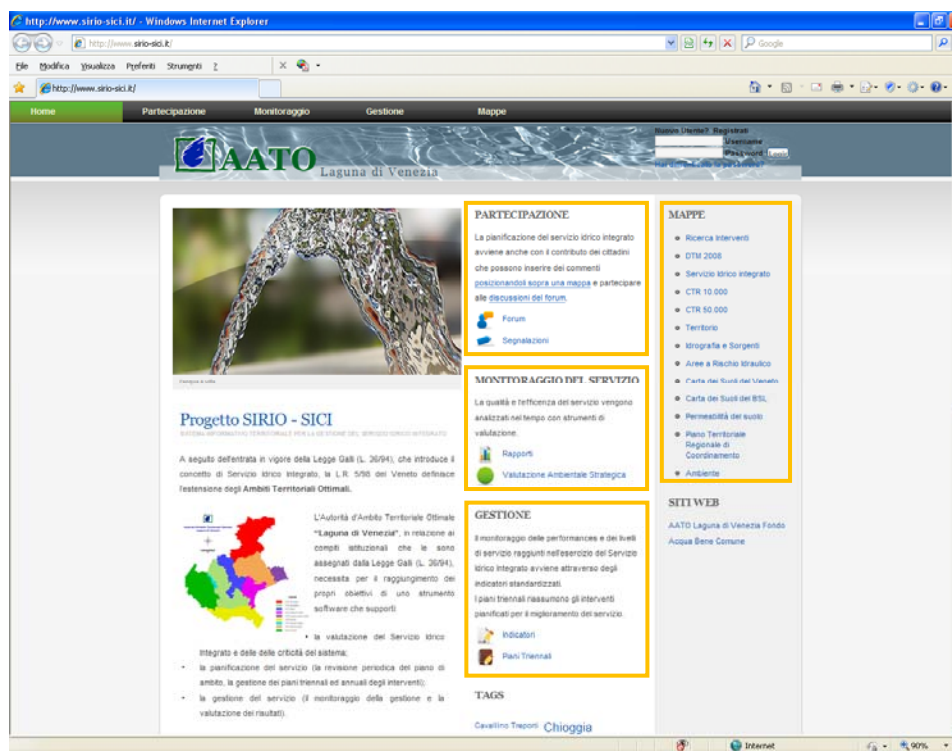 http://www.sirio-sici.it/ - Windows Internet Explorer
http://www.sirio-sici.it/
Google
File Modifica Visualizza Preferiti Strumenti ?
http://www.sirio-sici.it/
Home Partecipazione Monitoraggio Gestione Mappe
Nuovo Utente? Registrati
Username
Password Login
AATO
Laguna di Venezia
PARTECIPAZIONE
La pianificazione del servizio idrico integrato
avviene anche con il contributo dei cittadini
che possono inserire dei commenti
posizionandoli sopra una mappa e partecipare
alle discussioni del forum.
Forum
Segnalazioni
MONITORAGGIO DEL SERVIZIO
La qualità e l'efficenza del servizio vengono
analizzati nel tempo con strumenti di
valutazione.
Rapporti
Valutazione Ambientale Strategica
GESTIONE
Il monitoraggio delle performances e dei livelli
di servizio raggiunti nell'esercizio del Servizio
Idrico Integrato avviene attraverso degli
indicatori standardizzati.
I piani triennali riassumono gli interventi
pianificati per il miglioramento del servizio.
Indicatori
Piani Triennali
TAGS
Cavallino Treporti Chioggia
MAPPE
Ricerca Interventi
DTM 2008
Servizio Idrico integrato
CTR 10.000
CTR 50.000
Territorio
Idrografia e Sorgenti
Aree a Rischio Idraulico
Carta dei Suoli del Veneto
Carta dei Suoli del BSL
Permeabilità del suolo
Piano Territoriale
Regionale di
Coordinamento
Ambiente
SITI WEB
AATO Laguna di Venezia Fondo
Acqua Bene Comune
Progetto SIRIO - SICI
SISTEMA INFORMATIVO TERRITORIALE PER LA GESTIONE DEL SERVIZIO IDRICO INTEGRATO
A seguito dell'entrata in vigore della Legge Galli (L. 36/94), che introduce il
concetto di Servizio Idrico Integrato, la L.R. 5/98 del Veneto definisce
l'estensione degli Ambiti Territoriali Ottimali.
L'Autorità d'Ambito Territoriale Ottimale
"Laguna di Venezia", in relazione ai
compiti istituzionali che le sono
assegnati dalla Legge Galli (L. 36/94),
necessita per il raggiungimento dei
propri obiettivi di uno strumento
software che supporti
• la valutazione del Servizio Idrico
Integrato e delle delle criticità del sistema;
• la pianificazione del servizio (la revisione periodica del piano di
ambito, la gestione dei piani triennali ed annuali degli interventi);
• la gestione del servizio (il monitoraggio della gestione e la
valutazione dei risultati).
Internet 90%